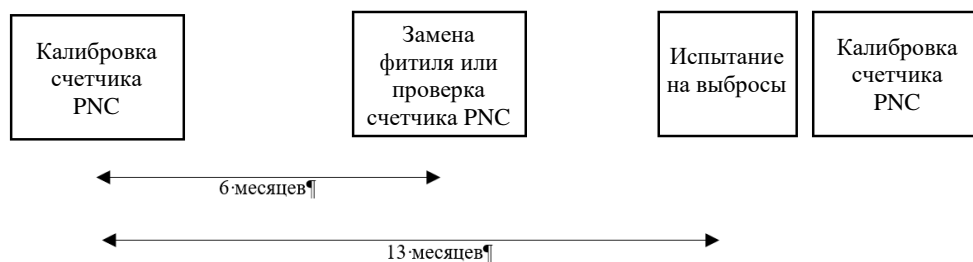 Калибровка
счетчика
PNC
Замена
фитиля или
проверка
счетчика PNC
Испытание
на выбросы
Калибровка
счетчика
PNC
6·месяцев¶
13·месяцев¶